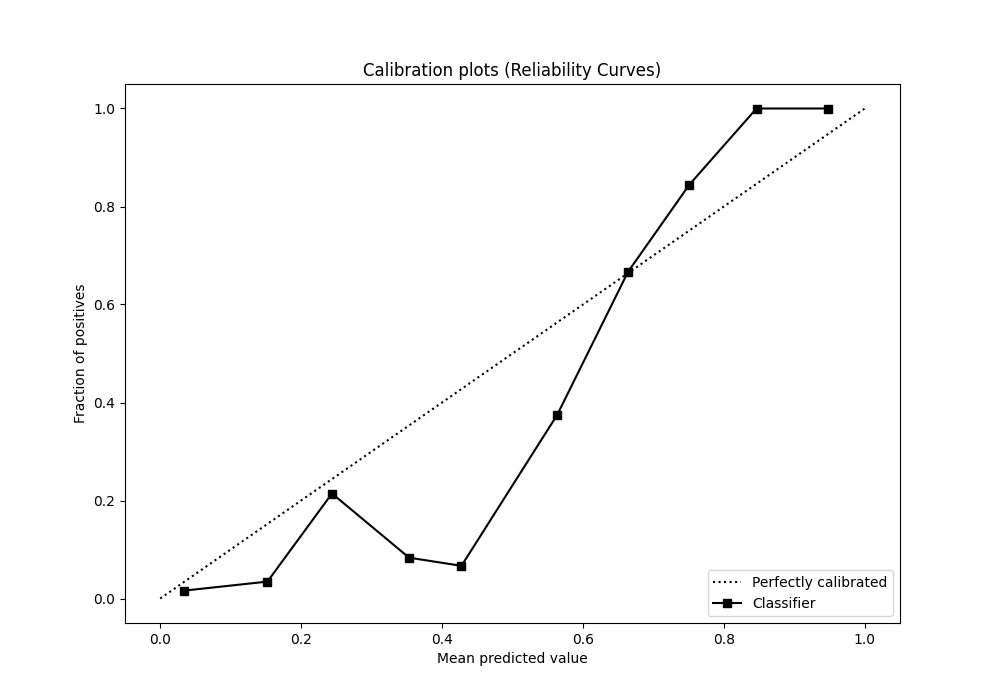 Calibration plots (Reliability Curves)
1.0
0.8
0.6
0.4
0.2
0.0
Fraction of positives
0.0 0.2 0.4 0.6 0.8 1.0
Mean predicted value
Perfectly calibrated
Classifier